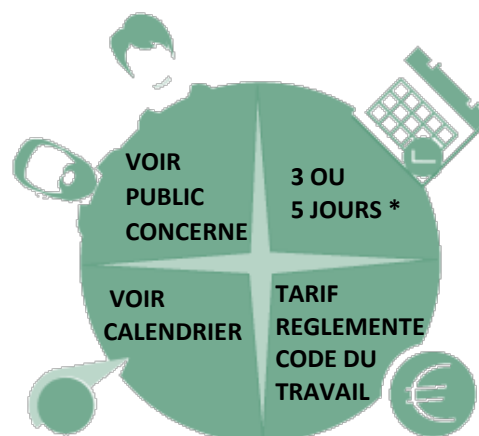 VOIR
PUBLIC
CONCERNE
3 OU
5 JOURS *
VOIR
CALENDRIER
TARIF
REGLEMENTE
CODE DU
TRAVAIL
€